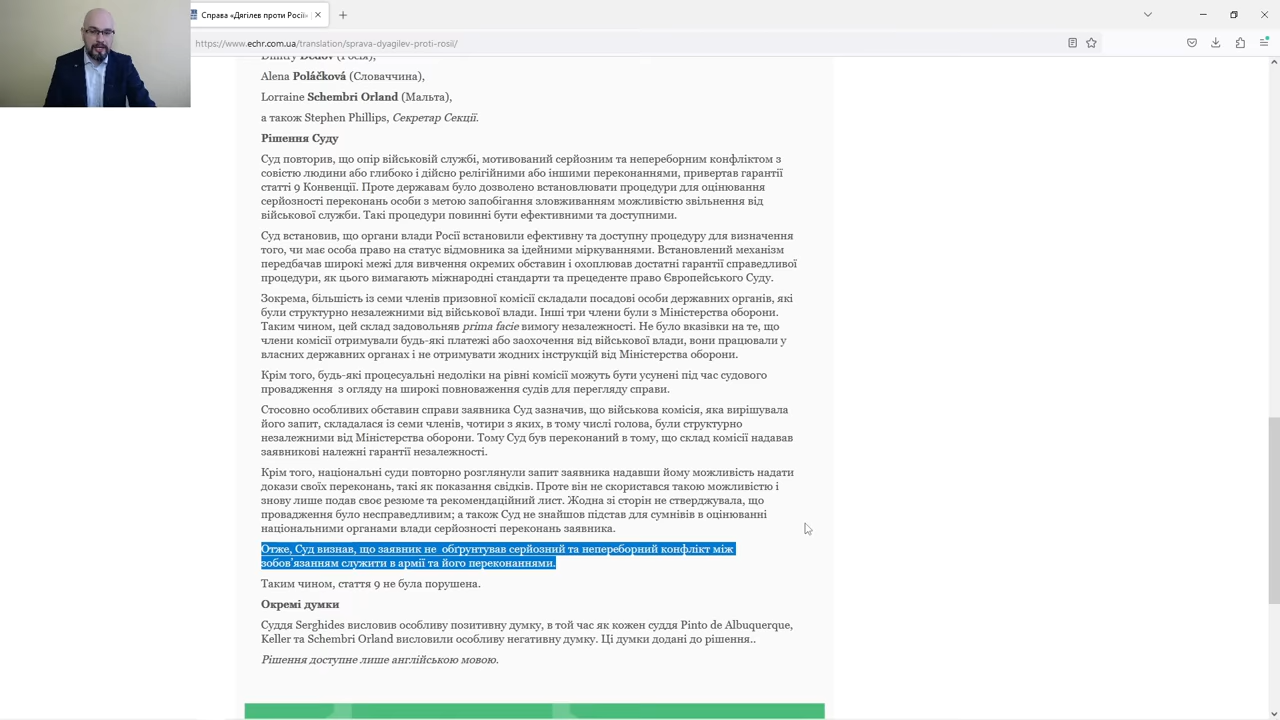 Справа «Дягілев проти Росії»
https://www.echr.com.ua/translation/sprava-dyagilev-proti-rosii/
Dmitry Dedov (Росія),
Alena Poláčková (Словаччина),
Lorraine Schembri Orland (Мальта),
а також Stephen Phillips, Секретар Секції.
Рішення Суду
Суд повторив, що опір військовій службі, мотивований серйозним та непереборним конфліктом з
совістю людини або глибоко і дійсно релігійними або іншими переконаннями, привертав гарантії
статті 9 Конвенції. Проте державам було дозволено встановлювати процедури для оцінювання
серйозності переконань особи з метою запобігання зловживанням можливістю звільнення від
військової служби. Такі процедури повинні бути ефективними та доступними.
Суд встановив, що органи влади Росії встановили ефективну та доступну процедуру для визначення
того, чи має особа право на статус відмовника за ідейними міркуваннями. Встановлений механізм
передбачав широкі межі для вивчення окремих обставин і охоплював достатні гарантії справедливої
процедури, як цього вимагають міжнародні стандарти та прецеденте право Європейського Суду.
Зокрема, більшість із семи членів призовної комісії складали посадові особи державних органів, які
були структурно незалежними від військової влади. Інші три члени були з Міністерства оборони.
Таким чином, цей склад задовольняв prima facie вимогу незалежності. Не було вказівки на те, що
члени комісії отримували будь-які платежі або заохочення від військової влади, вони працювали у
власних державних органах і не отримувати жодних інструкцій від Міністерства оборони.
Крім того, будь-які процесуальні недоліки на рівні комісії можуть бути усунені під час судового
провадження з огляду на широкі повноваження судів для перегляду справи.
Стосовно особливих обставин справи заявника Суд зазначив, що військова комісія, яка вирішувала
його запит, складалася із семи членів, чотири з яких, в тому числі голова, були структурно
незалежними від Міністерства оборони. Тому Суд був переконаний в тому, що склад комісії надавав
заявникові належні гарантії незалежності.
Крім того, національні суди повторно розглянули запит заявника надавши йому можливість надати
докази своїх переконань, такі як показання свідків. Проте він не скористався такою можливістю і
знову лише подав своє резюме та рекомендаційний лист. Жодна зі сторін не стверджувала, що
провадження було несправедливим; а також Суд не знайшов підстав для сумнівів в оцінюванні
національними органами влади серйозності переконань заявника.
Отже, Суд визнав, що заявник не обґрунтував серйозний та непереборний конфлікт між
зобов'язанням служити в армії та його переконаннями.
Таким чином, стаття 9 не була порушена.
Окремі думки
Суддя Serghides висловив особливу позитивну думку, в той час як кожен суддя Pinto de Albuquerque,
Keller та Schembri Orland висловили особливу негативну думку. Ці думки додані до рішення..
Рішення доступне лише англійською мовою.